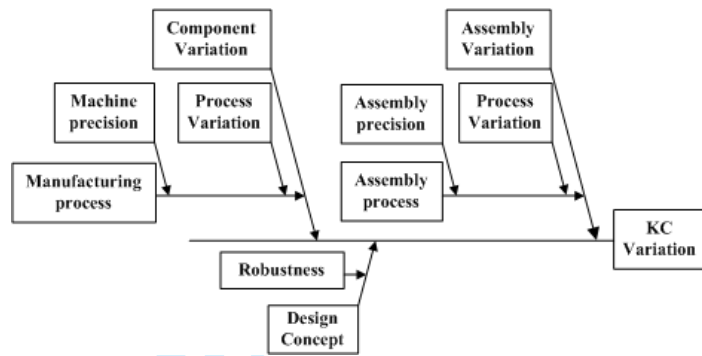 Component
Variation
Assembly
Variation
Machine
precision
Process
Variation
Assembly
precision
Process
Variation
Manufacturing
process
Assembly
process
KC
Variation
Robustness
Design
Concept